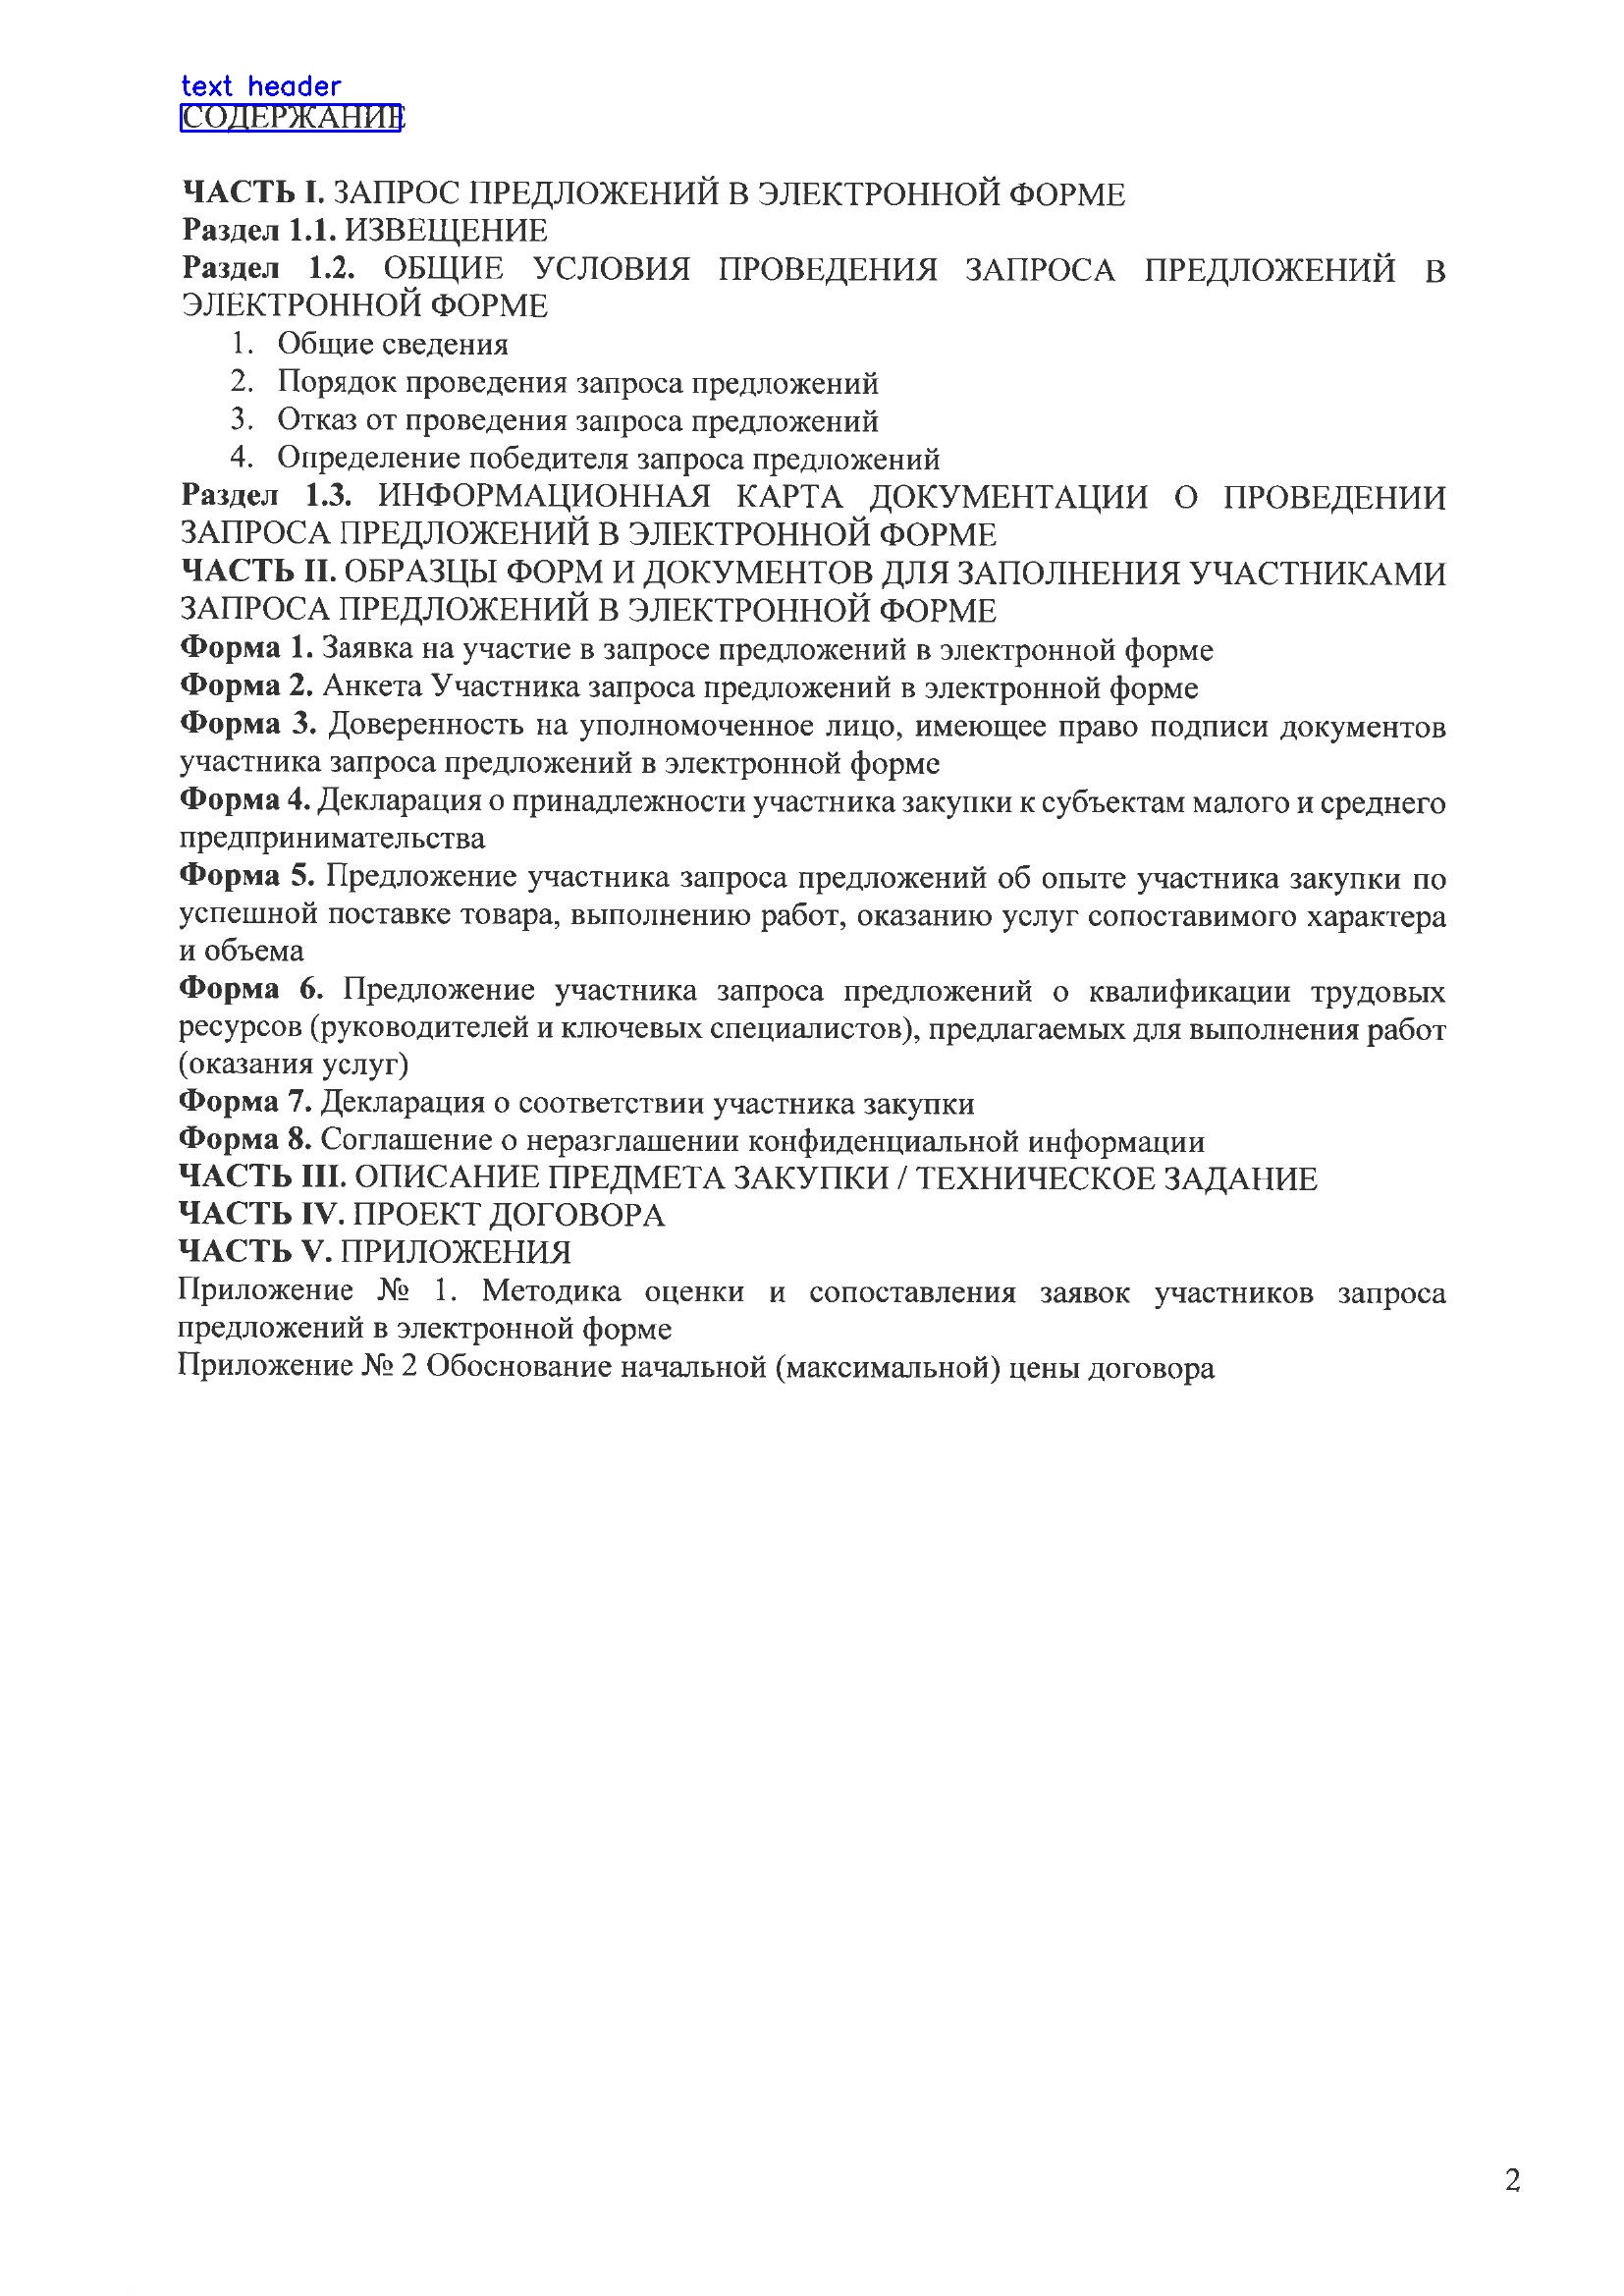 text header
СОДЕРЖАНИЕ
ЧАСТЬ I. ЗАПРОС ПРЕДЛОЖЕНИЙ В ЭЛЕКТРОННОЙ ФОРМЕ
Раздел 1.1. ИЗВЕЩЕНИЕ
Раздел 1.2. ОБЩИЕ УСЛОВИЯ ПРОВЕДЕНИЯ ЗАПРОСА ПРЕДЛОЖЕНИЙ В
ЭЛЕКТРОННОЙ ФОРМЕ
1. Общие сведения
2. Порядок проведения запроса предложений
3. Отказ от проведения запроса предложений
4. Определение победителя запроса предложений
Раздел 1.3. ИНФОРМАЦИОННАЯ КАРТА ДОКУМЕНТАЦИИ О ПРОВЕДЕНИИ
ЗАПРОСА ПРЕДЛОЖЕНИЙ В ЭЛЕКТРОННОЙ ФОРМЕ
ЧАСТЬ II. ОБРАЗЦЫ ФОРМ И ДОКУМЕНТОВ ДЛЯ ЗАПОЛНЕНИЯ УЧАСТНИКАМИ
ЗАПРОСА ПРЕДЛОЖЕНИЙ В ЭЛЕКТРОННОЙ ФОРМЕ
Форма 1. Заявка на участие в запросе предложений в электронной форме
Форма 2. Анкета Участника запроса предложений в электронной форме
Форма 3. Доверенность на уполномоченное лицо, имеющее право подписи документов
участника запроса предложений в электронной форме
Форма 4. Декларация о принадлежности участника закупки к субъектам малого и среднего
предпринимательства
Форма 5. Предложение участника запроса предложений об опыте участника закупки по
успешной поставке товара, выполнению работ, оказанию услуг сопоставимого характера
и объема
Форма 6. Предложение участника запроса предложений о квалификации трудовых
ресурсов (руководителей и ключевых специалистов), предлагаемых для выполнения работ
(оказания услуг)
Форма 7. Декларация о соответствии участника закупки
Форма 8. Соглашение о неразглашении конфиденциальной информации
ЧАСТЬ III. ОПИСАНИЕ ПРЕДМЕТА ЗАКУПКИ / ТЕХНИЧЕСКОЕ ЗАДАНИЕ
ЧАСТЬ IV. ПРОЕКТ ДОГОВОРА
ЧАСТЬ V. ПРИЛОЖЕНИЯ
Приложение № 1. Методика оценки и сопоставления заявок участников запроса
предложений в электронной форме
Приложение № 2 Обоснование начальной (максимальной) цены договора
2